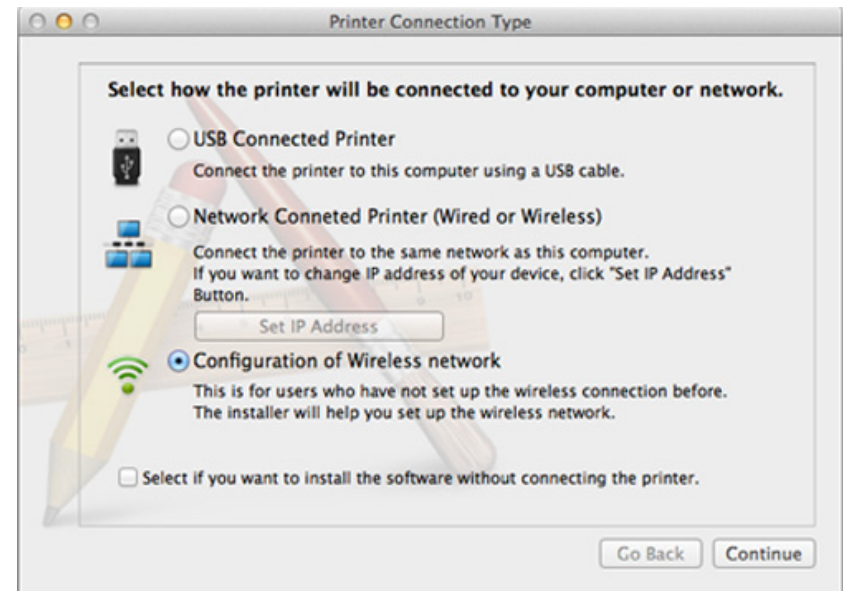 Printer Connection Type
Select how the printer will be connected to your computer or network.
USB Connected Printer
Connect the printer to this computer using a USB cable.
Network Conneted Printer (Wired or Wireless)
Connect the printer to the same network as this computer.
If you want to change IP address of your device, click "Set IP Address"
Button.
Set IP Address
Configuration of Wireless network
This is for users who have not set up the wireless connection before.
The installer will help you set up the wireless network.
Select if you want to install the software without connecting the printer.
Go Back
Continue